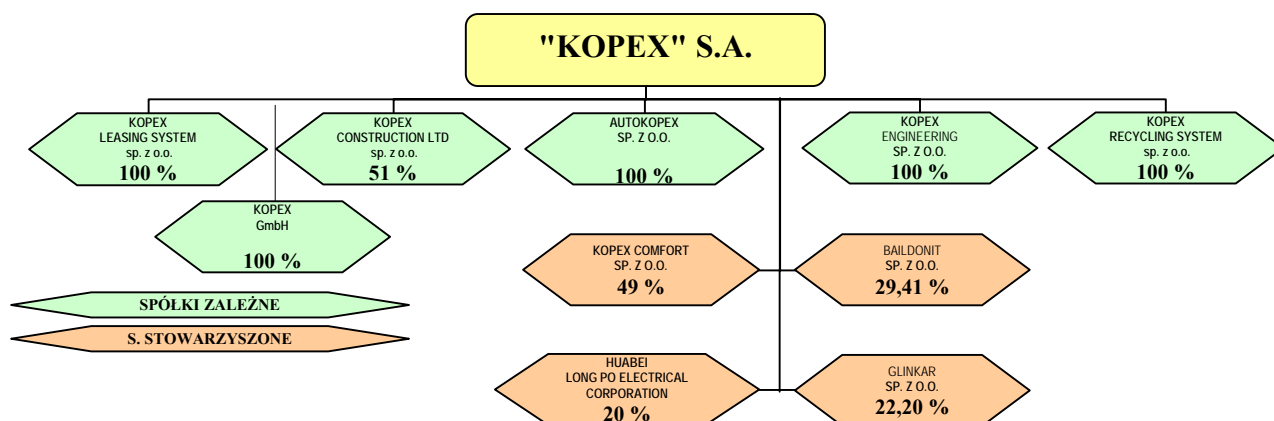 "KOPEX" S.A.
KOPEX
LEASING SYSTEM
sp. z o.o.
100 %
KOPEX
CONSTRUCTION LTD
sp. z o.o.
51 %
AUTOKOPEX
SP. Z O.O.
100 %
KOPEX
ENGINEERING
SP. Z O.O.
100 %
KOPEX
RECYCLING SYSTEM
sp. z o.o.
100 %
KOPEX
GmbH
100 %
KOPEX COMFORT
SP. Z O.O.
49 %
BAILDONIT
SP. Z O.O.
29,41 %
SPÓŁKI ZALEŻNE
S. STOWARZYSZONE
HUABEI
LONG PO ELECTRICAL
CORPORATION
20 %
GLINKAR
SP. Z O.O.
22,20 %